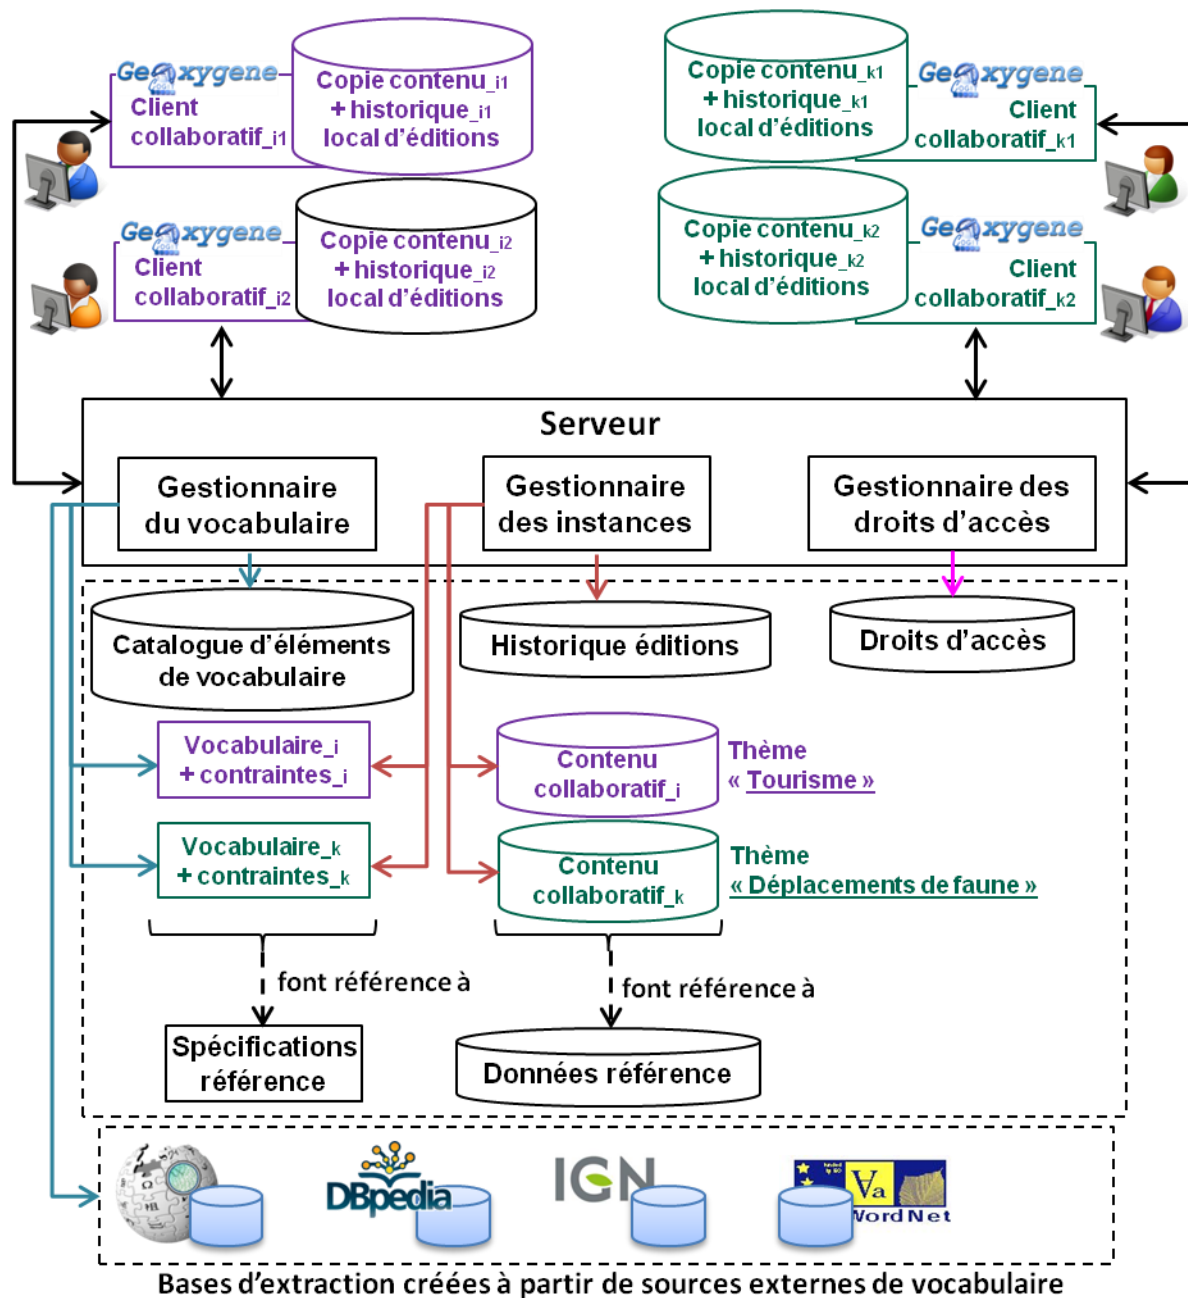 GeOxygene
Client
collaboratif_i1
Copie contenu_i1
+ historique_i1
local d'éditions
GeOxygene
Client
collaboratif_i2
Copie contenu_i2
+ historique_i2
local d'éditions
Copie contenu_k1
+ historique_k1
local d'éditions
GeOxygene
Client
collaboratif_k1
Copie contenu_k2
+ historique_k2
local d'éditions
GeOxygene
Client
collaboratif_k2
Serveur
Gestionnaire
du vocabulaire
Gestionnaire
des instances
Gestionnaire des
droits d'accès
Catalogue d'éléments
de vocabulaire
Historique éditions
Droits d'accès
Vocabulaire_i
+ contraintes_i
Contenu
collaboratif_i
Thème
« Tourisme »
Vocabulaire_k
+ contraintes_k
Contenu
collaboratif_k
Thème
« Déplacements de faune »
font référence à
font référence à
Spécifications
référence
Données référence
DBpedia
IGN
Va
WordNet
Bases d'extraction créées à partir de sources externes de vocabulaire